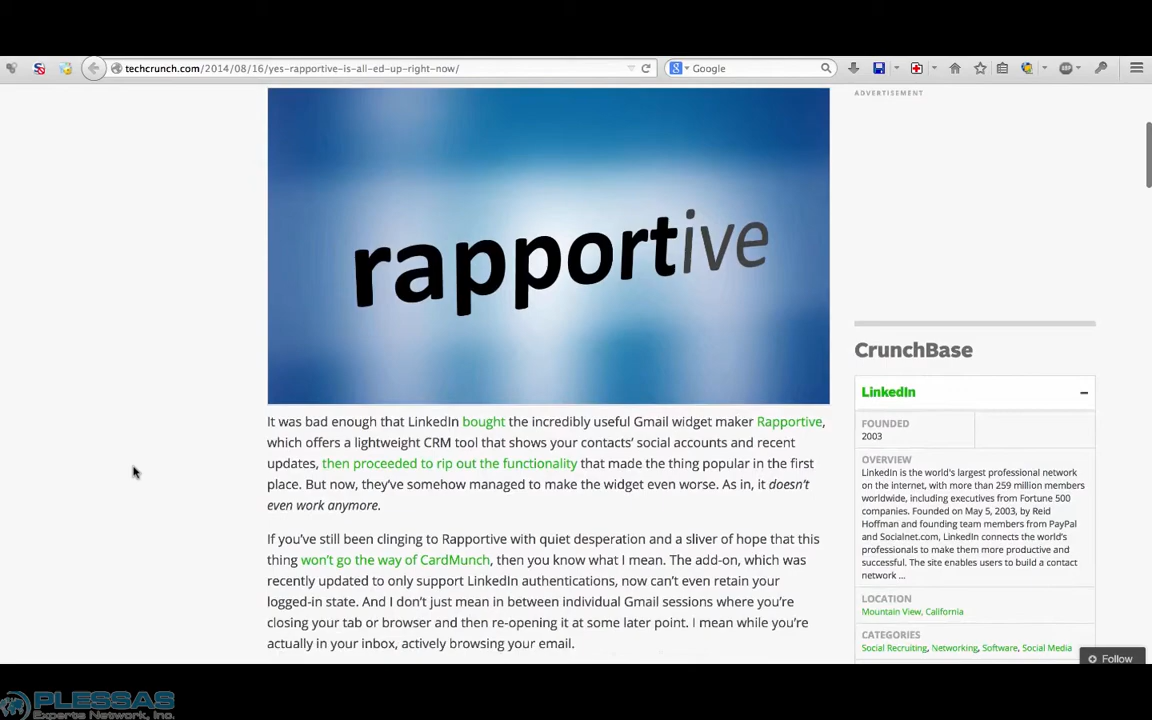 techcrunch.com/2014/08/16/yes-rapportive-is-all-ed-up-right-now/
Google
ADVERTISEMENT
rapportive
It was bad enough that LinkedIn bought the incredibly useful Gmail widget maker Rapportive,
which offers a lightweight CRM tool that shows your contacts' social accounts and recent
updates, then proceeded to rip out the functionality that made the thing popular in the first
place. But now, they've somehow managed to make the widget even worse. As in, it doesn't
even work anymore.
If you've still been clinging to Rapportive with quiet desperation and a sliver of hope that this
thing won't go the way of CardMunch, then you know what I mean. The add-on, which was
recently updated to only support LinkedIn authentications, now can't even retain your
logged-in state. And I don't just mean in between individual Gmail sessions where you're
closing your tab or browser and then re-opening it at some later point. I mean while you're
actually in your inbox, actively browsing your email.
CrunchBase
LinkedIn
FOUNDED
2003
OVERVIEW
LinkedIn is the world's largest professional network
on the internet, with more than 259 million members
worldwide, including executives from Fortune 500
companies. Founded on May 5, 2003, by Reid
Hoffman and founding team members from PayPal
and Socialnet.com, LinkedIn connects the world's
professionals to make them more productive and
successful. The site enables users to build a contact
network ...
LOCATION
Mountain View, California
CATEGORIES
Social Recruiting, Networking, Software, Social Media
Follow
PLESSAS
Experts Network, Inc.